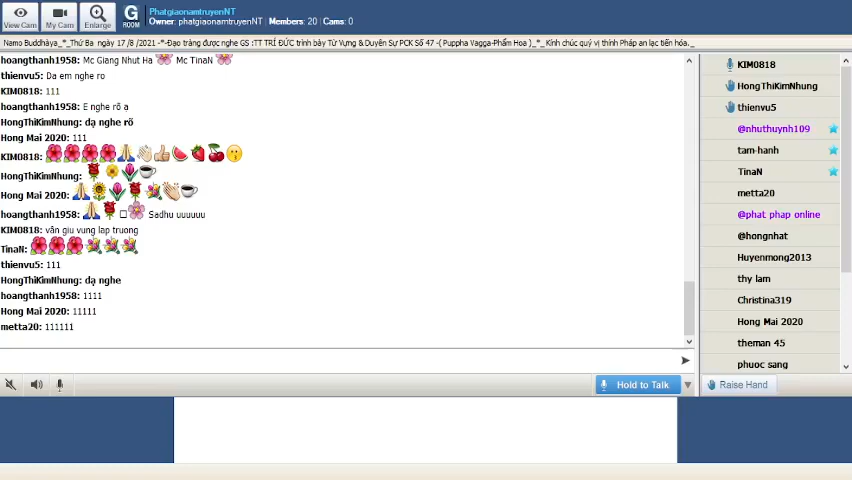 View Cam
My Cam
Enlarge
G
ROOM
PhatgiaonamtruyenNT
Owner: phatgiaonamtruyenNT | Members: 20 | Cams: 0
Namo Buddhàya_*_Thứ Ba ngày 17 /8 /2021 -*-Đạo tràng được nghe GS :TT TRÍ ĐỨC trình bày Từ Vựng & Duyên Sự PCK Số 47 -( Puppha Vagga-Phẩm Hoa )_*_ Kính chúc quý vị thính Pháp an lạc tiến hóa._
hoangthanh1958: Mc Giang Nhut Ha Mc TinaN
thienvu5: Da em nghe ro
KIM0818: 111
hoangthanh1958: E nghe rõ a
HongThiKimNhung: dạ nghe rõ
Hong Mai 2020: 111
KIM0818:
HongThiKimNhung:
Hong Mai 2020:
hoangthanh1958: Sadhu uuuuuu
KIM0818: vân giu vung lap truong
TinaN:
thienvu5: 111
HongThiKimNhung: dạ nghe
hoangthanh1958: 1111
Hong Mai 2020: 11111
metta20: 111111
Hold to Talk
KIM0818
HongThiKimNhung
thienvu5
@nhuthuynh109
tam-hanh
TinaN
metta20
@phat phap online
@hongnhat
Huyenmong2013
thy lam
Christina319
Hong Mai 2020
theman 45
phuoc sang
Raise Hand